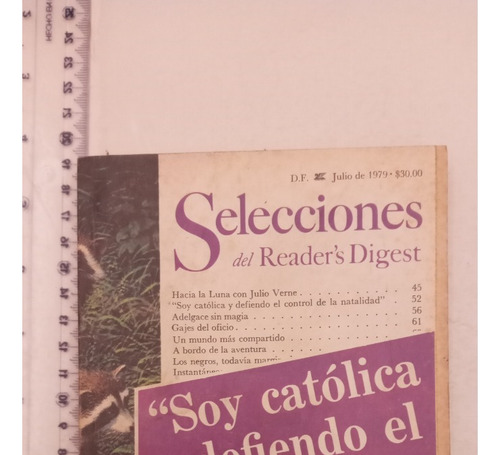 D.F. Julio de 1979 · $30.00
Selecciones
del Reader's Digest
Hacia la Luna con Julio Verne . . . . . . . . 45
"Soy católica y defiendo el control de la natalidad" . 52
Adelgace sin magia . . . . . . . . . . . . 56
Gajes del oficio . . . . . . . . . . . . . 61
Un mundo más compartido . . . . . . . .
A bordo de la aventura . . . . . . .
Los negros, todavía
"Soy católica
defiendo el